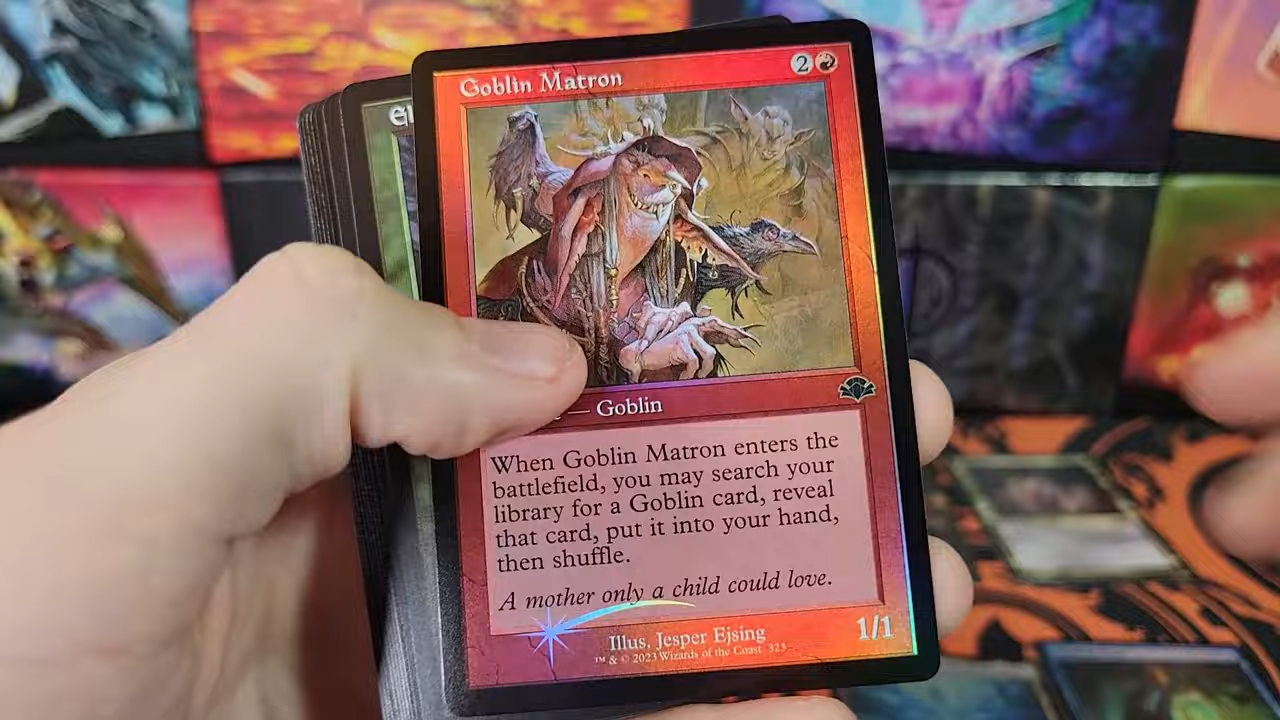 Goblin Matron 2
— Goblin
When Goblin Matron enters the
battlefield, you may search your
library for a Goblin card, reveal
that card, put it into your hand,
then shuffle.
A mother only a child could love.
Illus. Jesper Ejsing 1/1
™ & © 2023 Wizards of the Coast 323